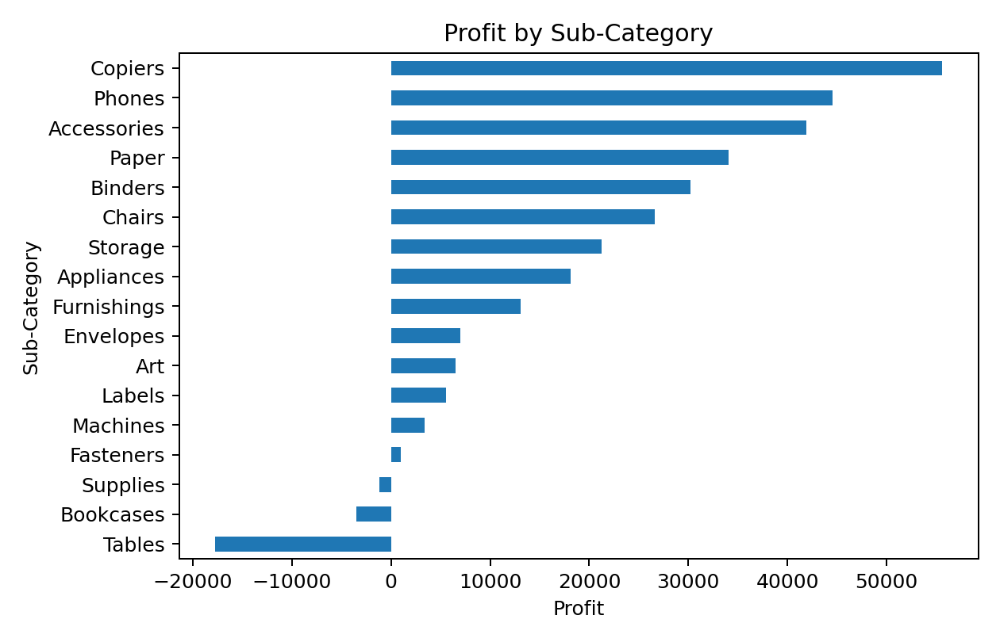 Profit by Sub-Category
Copiers
Phones
Accessories
Paper
Binders
Chairs
Storage
Appliances
Furnishings
Envelopes
Art
Labels
Machines
Fasteners
Supplies
Bookcases
Tables
Sub-Category
−20000 −10000 0 10000 20000 30000 40000 50000
Profit